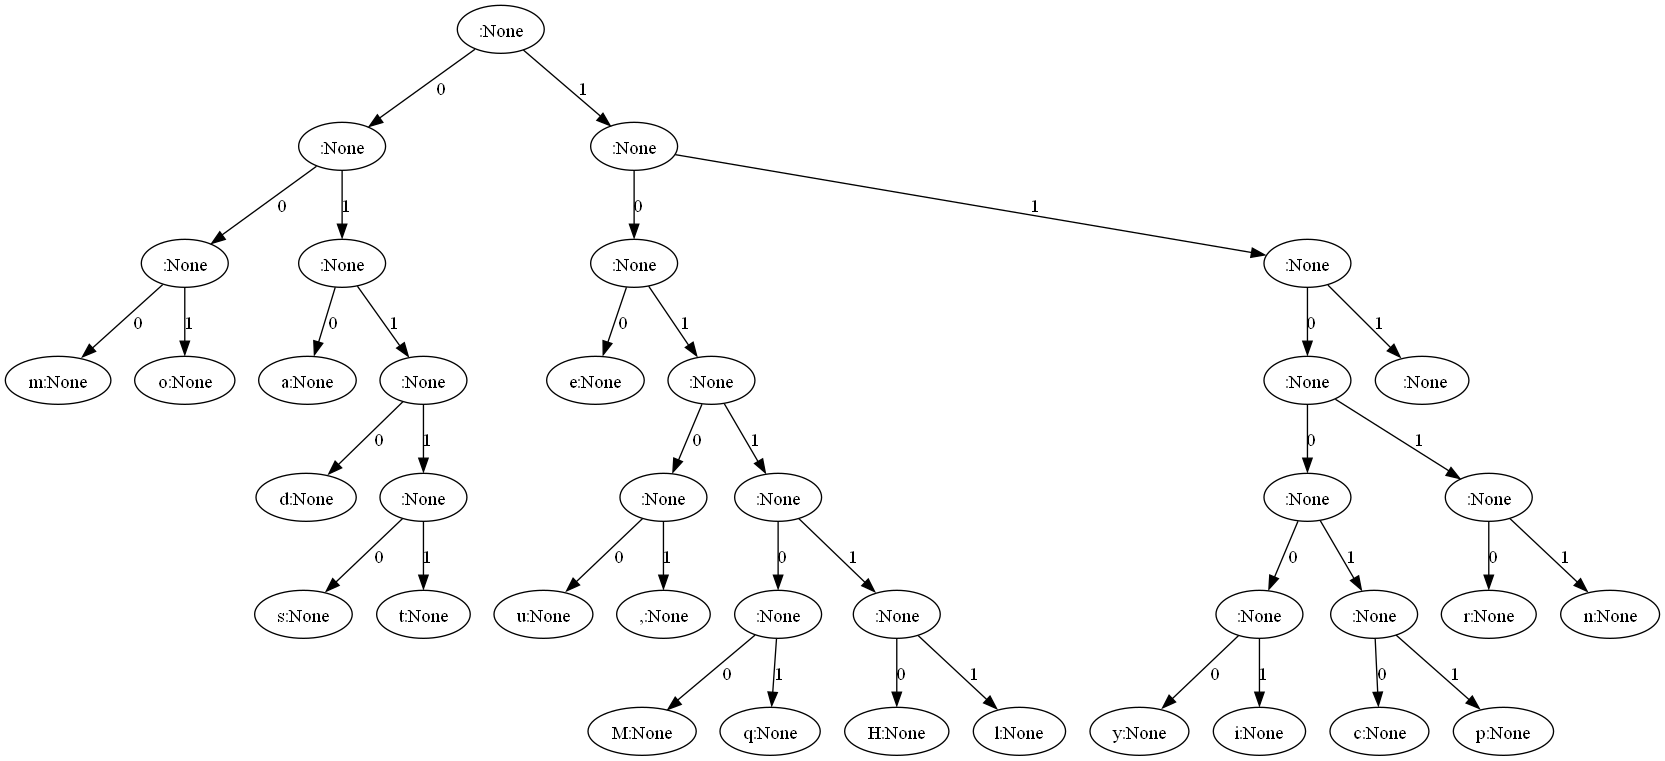 :None
0 1
:None :None
0 1 0 1
:None :None :None :None
0 1 0 1 0 1 0 1
m:None o:None a:None :None e:None :None :None :None
0 1 0 1 0 1
d:None :None :None :None :None :None
0 1 0 1 0 1 0 1 0 1
s:None t:None u:None ,:None :None :None :None :None r:None n:None
0 1 0 1 0 1 0 1
M:None q:None H:None l:None y:None i:None c:None p:None